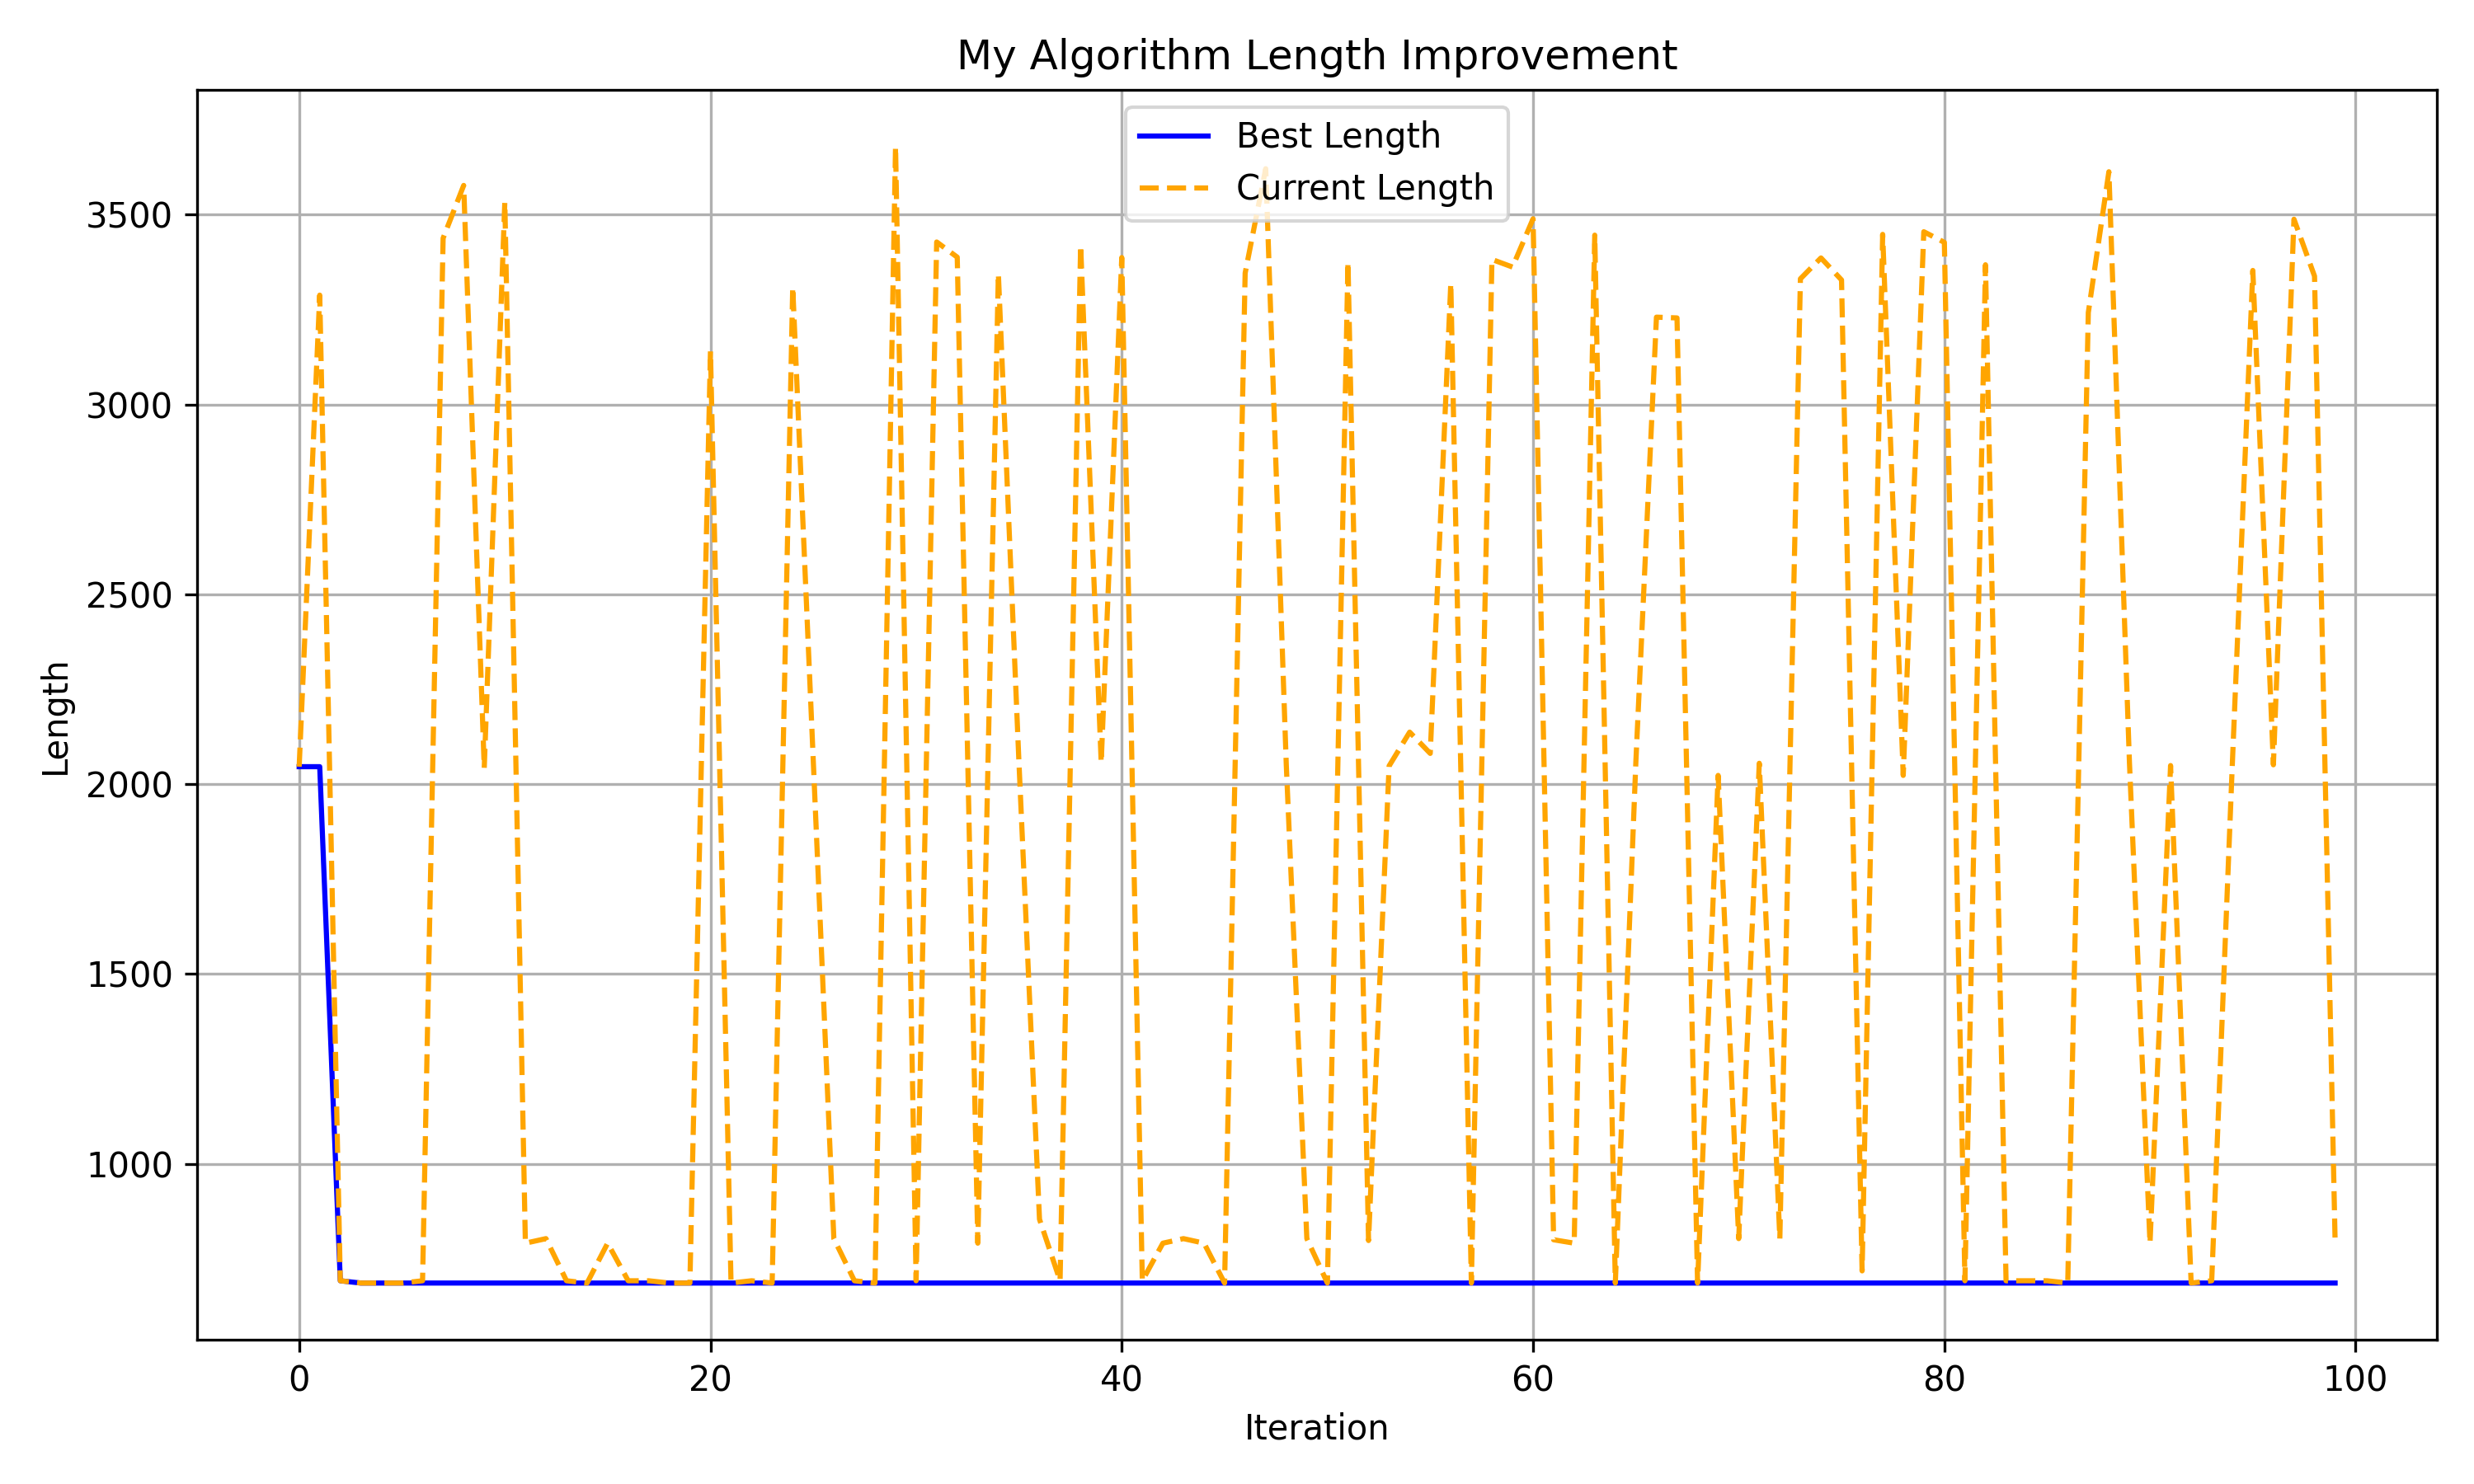 My Algorithm Length Improvement
Best Length
Current Length
3500
3000
2500
2000
1500
1000
Length
0 20 40 60 80 100
Iteration